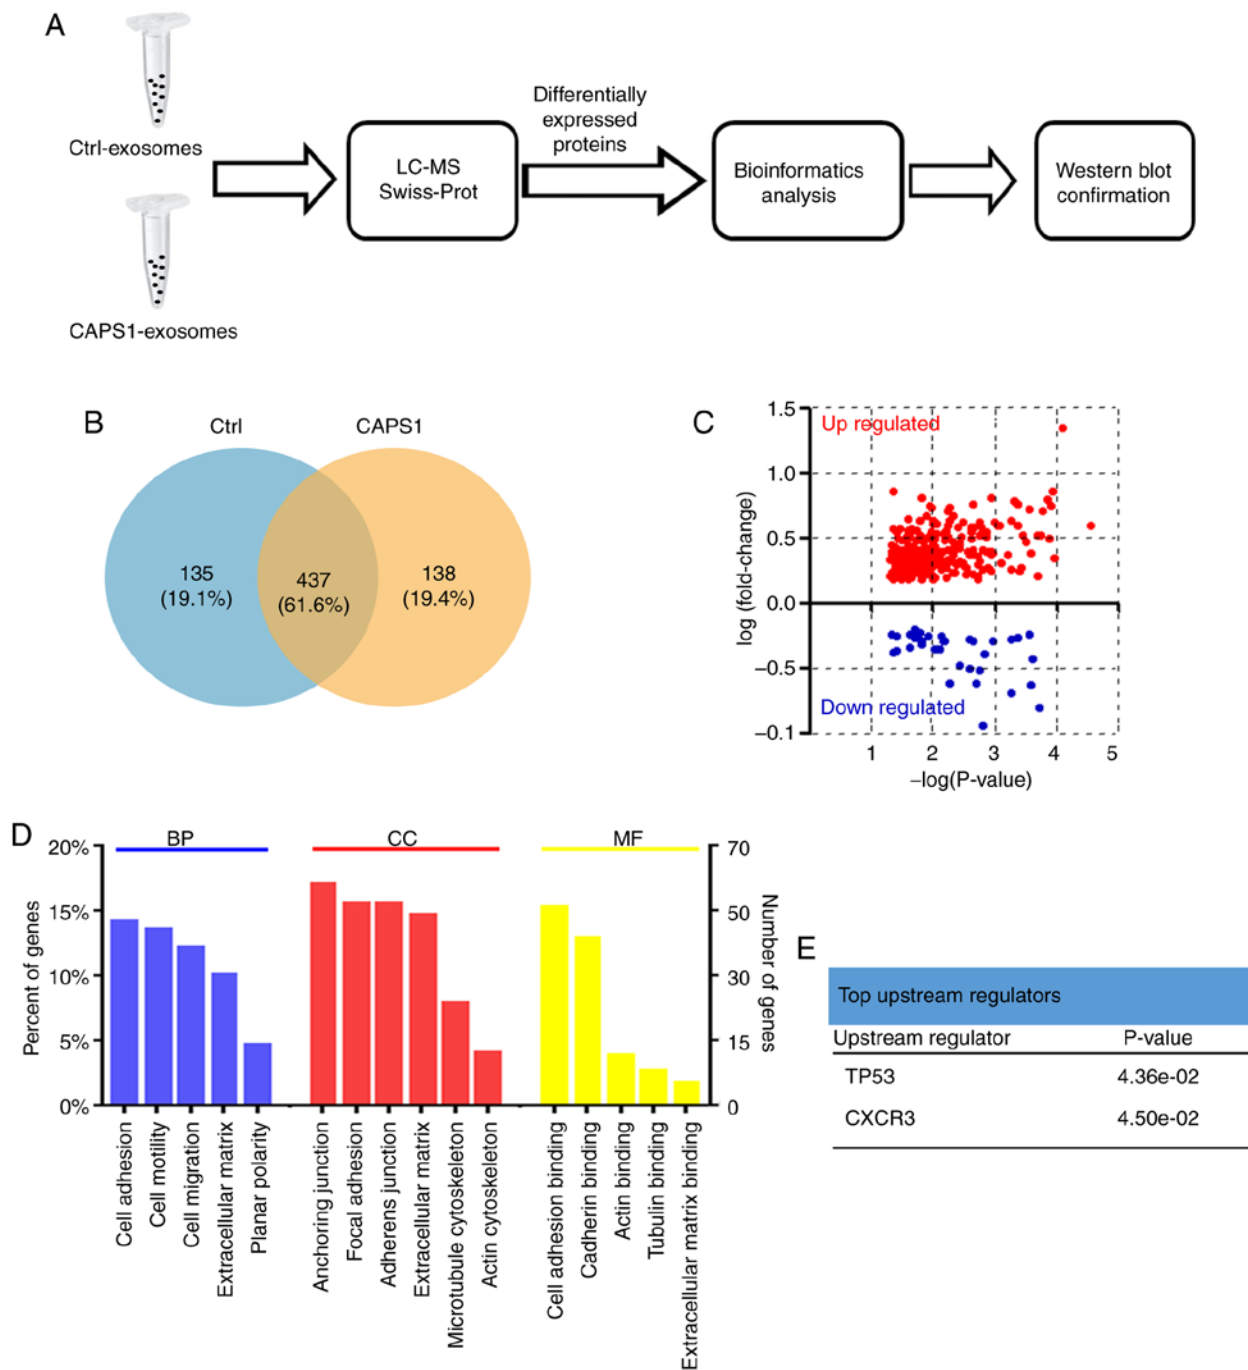 A
Ctrl-exosomes
CAPS1-exosomes
LC-MS
Swiss-Prot
Differentially
expressed
proteins
Bioinformatics
analysis
Western blot
confirmation
B
Ctrl
CAPS1
135
(19.1%)
437
(61.6%)
138
(19.4%)
C
Up regulated
Down regulated
log (fold-change)
1.5
1.0
0.5
0.0
−0.5
−0.1
1
2
3
4
5
−log(P-value)
D
BP
CC
MF
Percent of genes
20%
15%
10%
5%
0%
70
50
30
15
0
Number of genes
Cell adhesion
Cell motility
Cell migration
Extracellular matrix
Planar polarity
Anchoring junction
Focal adhesion
Adherens junction
Extracellular matrix
Microtubule cytoskeleton
Actin cytoskeleton
Cell adhesion binding
Cadherin binding
Actin binding
Tubulin binding
Extracellular matrix binding
E
Top upstream regulators
Upstream regulator P-value
TP53 4.36e-02
CXCR3 4.50e-02